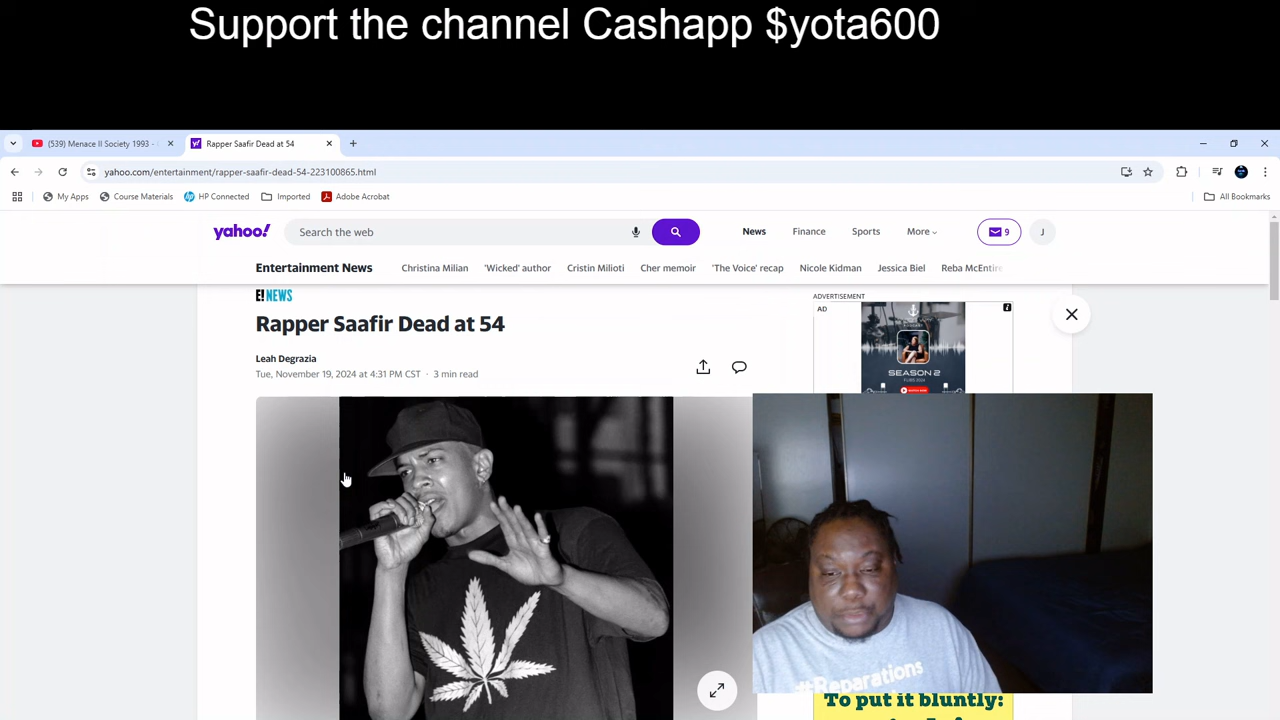 Support the channel Cashapp $yota600
(539) Menace II Society 1993 -
Rapper Saafir Dead at 54
yahoo.com/entertainment/rapper-saafir-dead-54-223100865.html
My Apps Course Materials HP Connected Imported Adobe Acrobat All Bookmarks
yahoo! Search the web News Finance Sports More 9 J
Entertainment News Christina Milian 'Wicked' author Cristin Milioti Cher memoir 'The Voice' recap Nicole Kidman Jessica Biel Reba McEntire
E! NEWS
ADVERTISEMENT
AD
Rapper Saafir Dead at 54
Leah Degrazia
Tue, November 19, 2024 at 4:31 PM CST · 3 min read
SEASON 2
#Reparations
To put it bluntly: